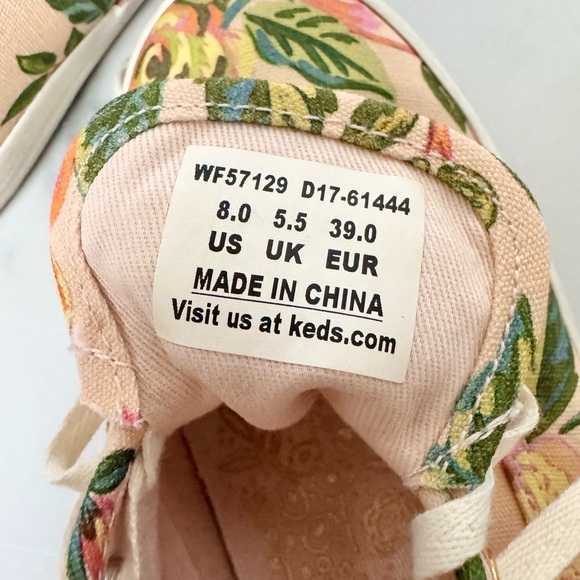 WF57129 D17-61444
8.0 5.5 39.0
US UK EUR
MADE IN CHINA
Visit us at keds.com